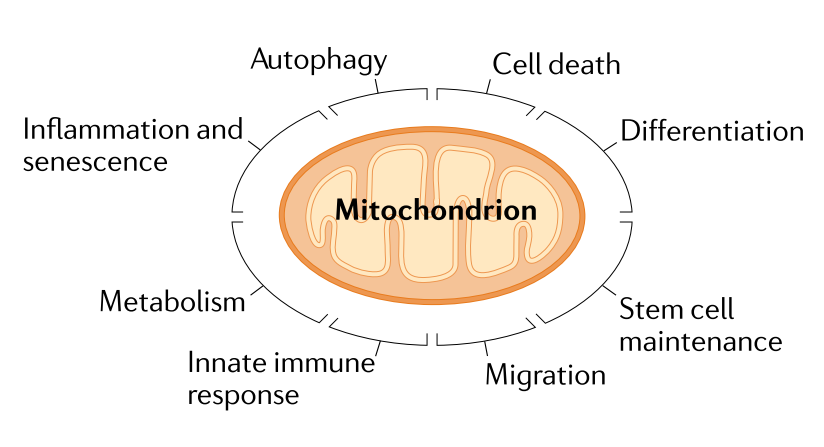 Autophagy
Cell death
Inflammation and
senescence
Differentiation
Mitochondrion
Metabolism
Stem cell
maintenance
Innate immune
response
Migration